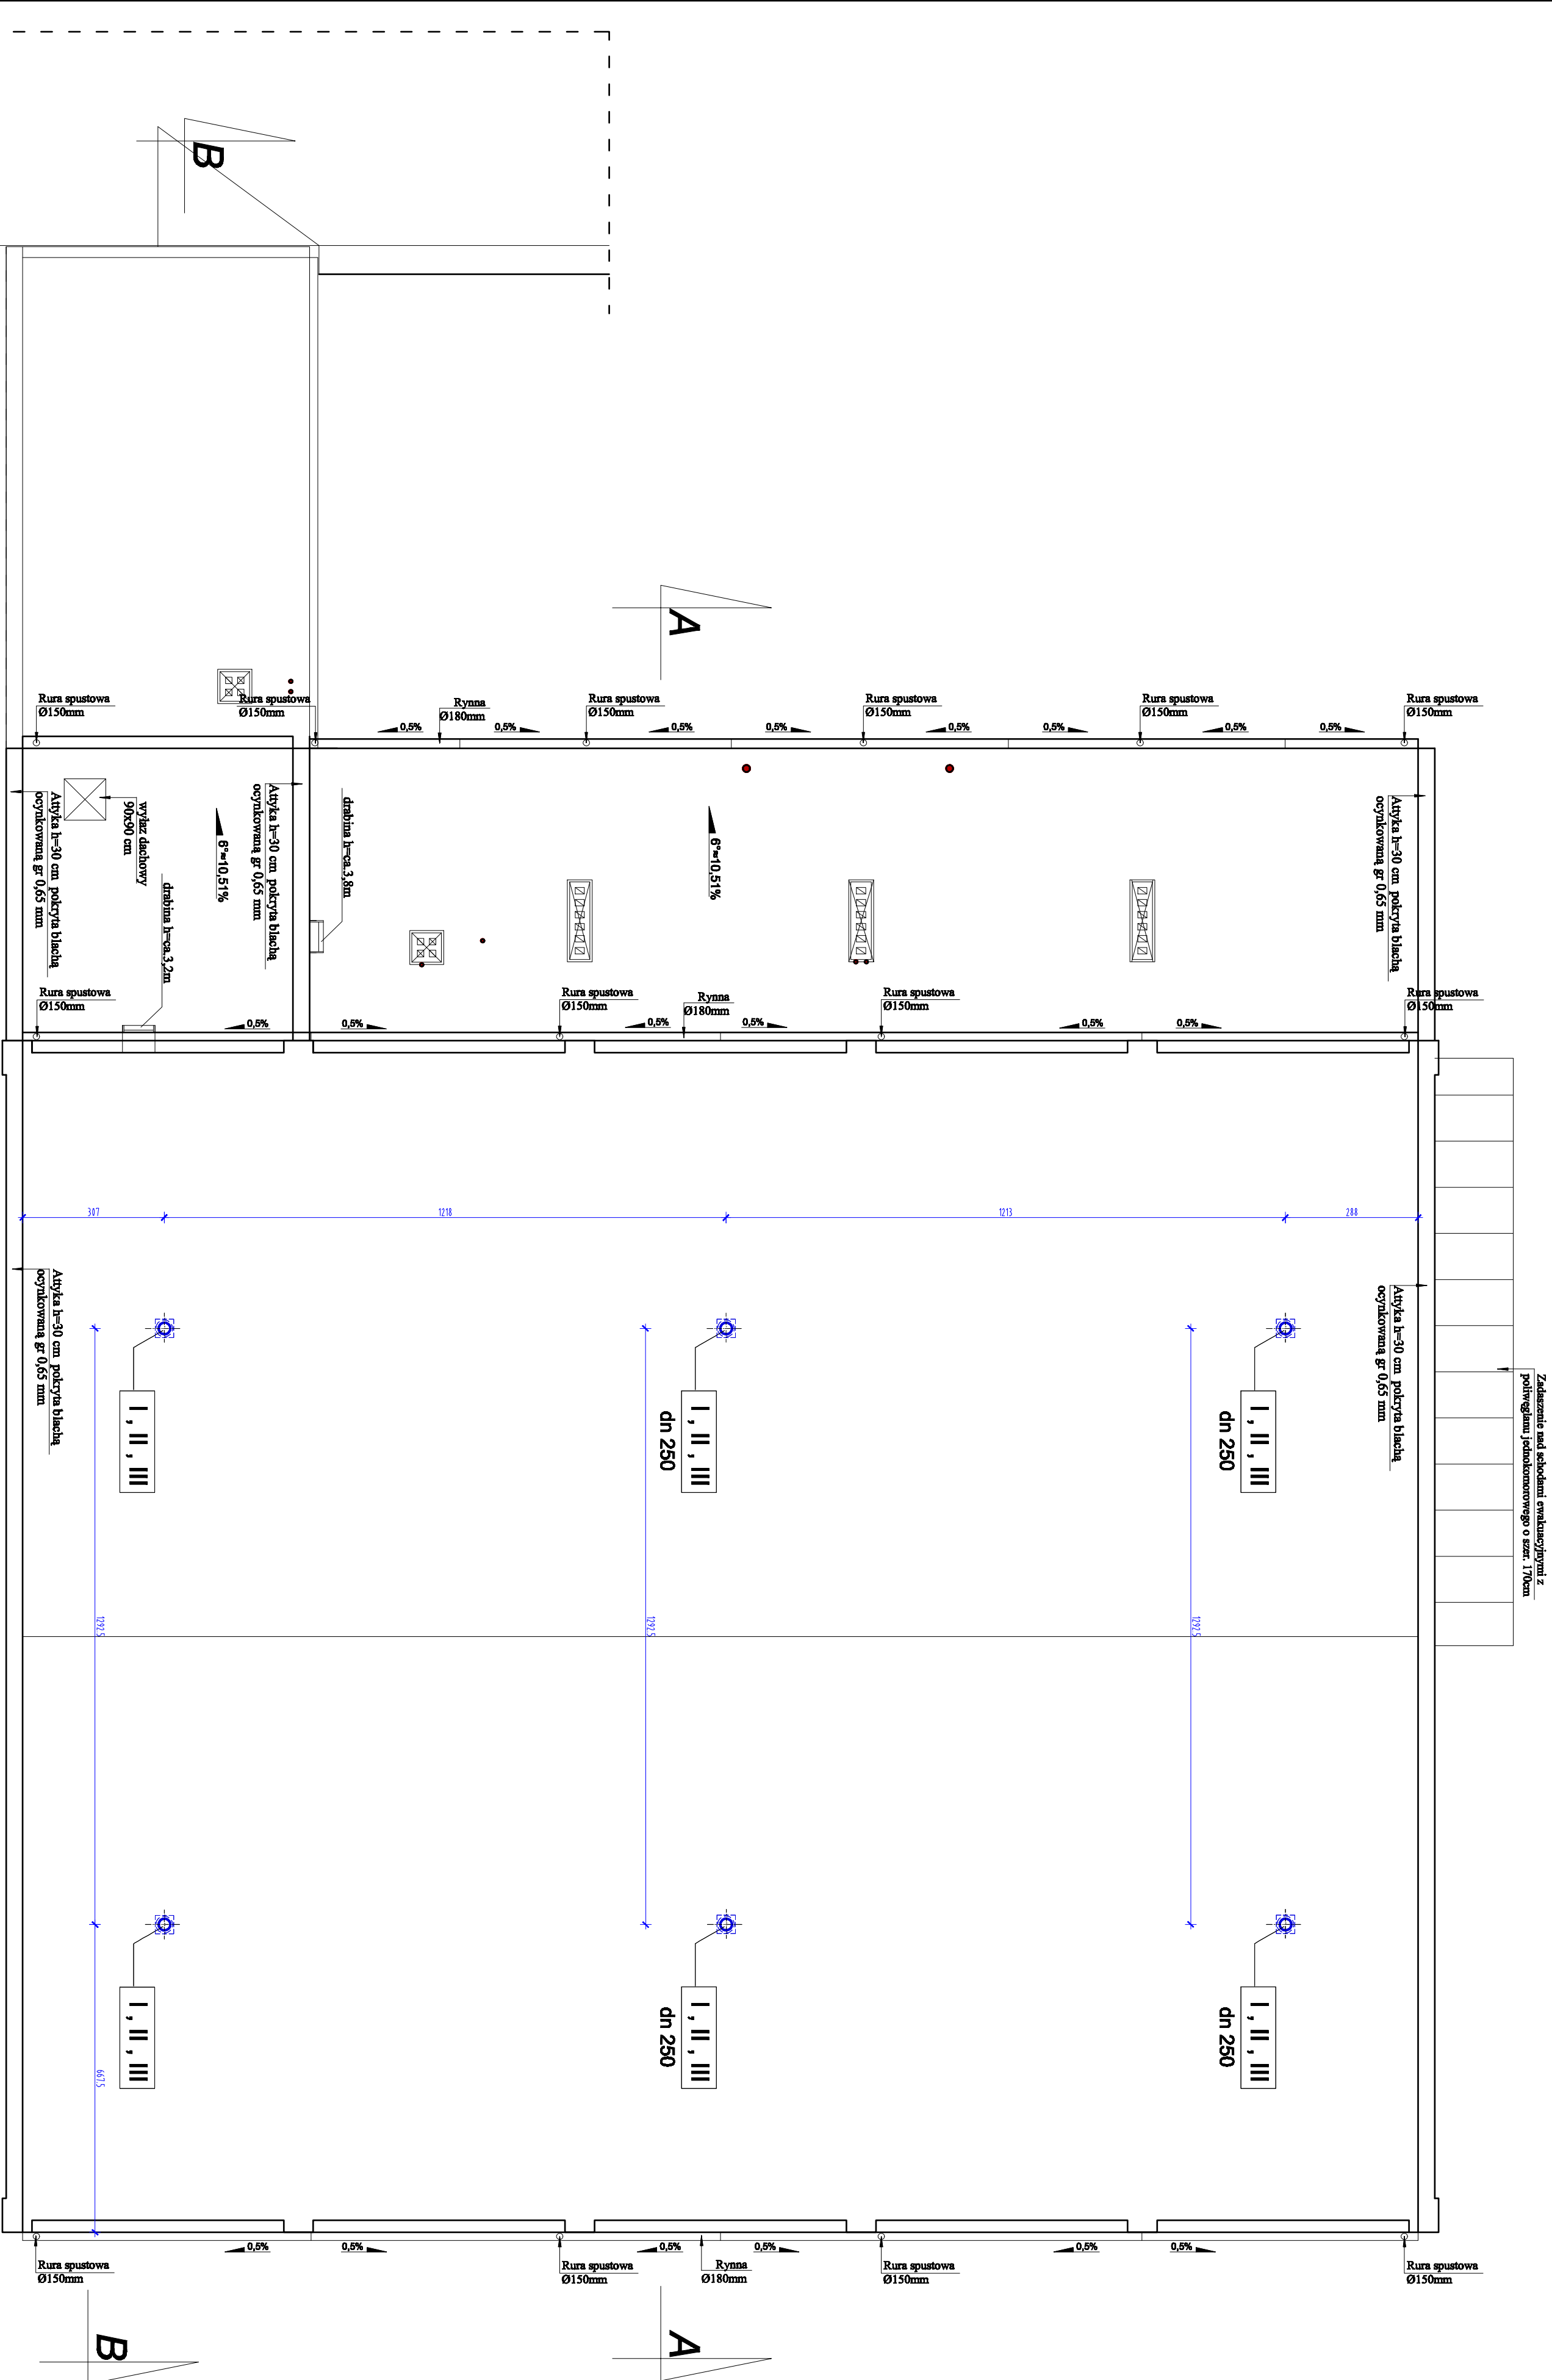 B
A
Rura spustowa
Ø150mm
Rura spustowa
Ø150mm
Rynna
Ø180mm
Rura spustowa
Ø150mm
Rura spustowa
Ø150mm
Rura spustowa
Ø150mm
Rura spustowa
Ø150mm
0,5%
0,5%
0,5%
0,5%
0,5%
0,5%
0,5%
0,5%
Attyka h=30 cm pokryta blachą
ocynkowaną gr 0,65 mm
wyłaz dachowy
90x90 cm
drabina h=ca.3,2m
6°≈10,51%
Attyka h=30 cm pokryta blachą
ocynkowaną gr 0,65 mm
drabina h=ca.3,8m
6°≈10,51%
Attyka h=30 cm pokryta blachą
ocynkowaną gr 0,65 mm
Rura spustowa
Ø150mm
Rura spustowa
Ø150mm
Rynna
Ø180mm
Rura spustowa
Ø150mm
Rura spustowa
Ø150mm
0,5%
0,5%
0,5%
0,5%
0,5%
0,5%
307
1218
1213
288
Attyka h=30 cm pokryta blachą
ocynkowaną gr 0,65 mm
Attyka h=30 cm pokryta blachą
ocynkowaną gr 0,65 mm
Zadaszenie nad schodami ewakuacyjnymi z
poliwęglanu jednokomorowego o szer. 170cm
I , II , III
I , II , III
dn 250
I , II , III
dn 250
1292.5
1292.5
1292.5
I , II , III
I , II , III
dn 250
I , II , III
dn 250
667.5
0,5%
0,5%
0,5%
0,5%
0,5%
0,5%
Rura spustowa
Ø150mm
Rura spustowa
Ø150mm
Rynna
Ø180mm
Rura spustowa
Ø150mm
Rura spustowa
Ø150mm
B
A